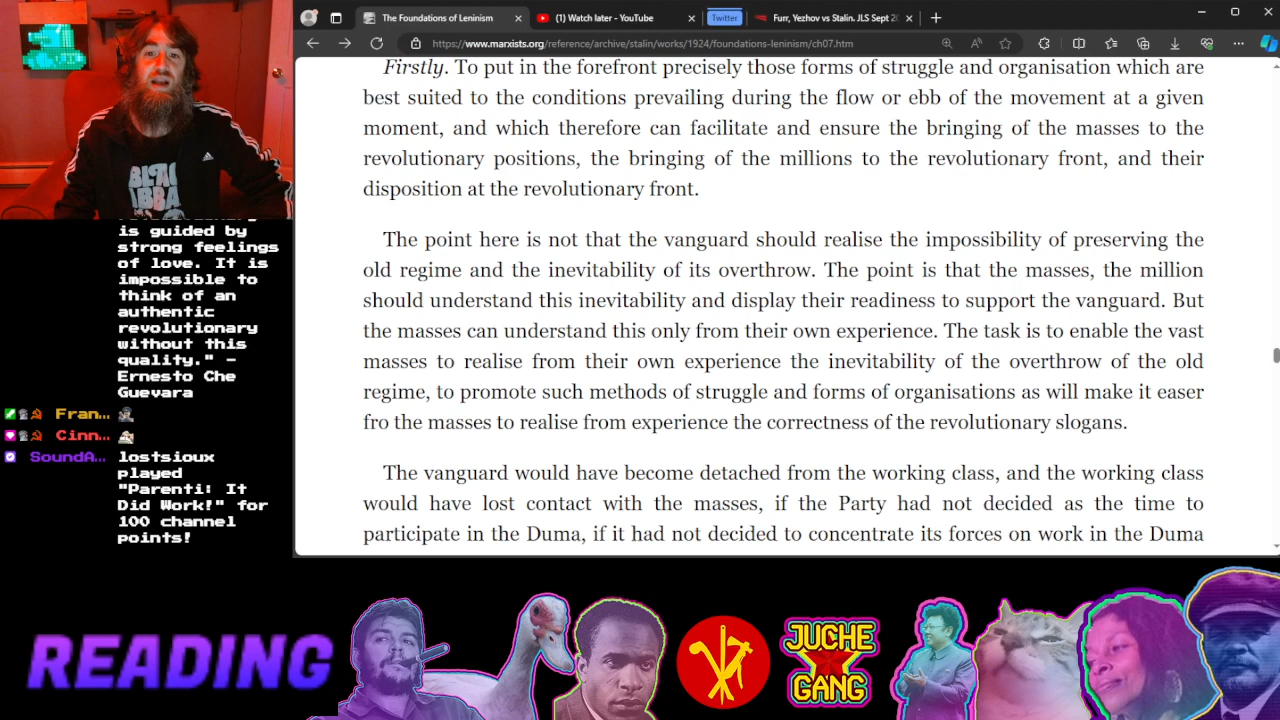 The Foundations of Leninism
(1) Watch later - YouTube
Twitter
Furr, Yezhov vs Stalin. JLS Sept 20
https://www.marxists.org/reference/archive/stalin/works/1924/foundations-leninism/ch07.htm
Firstly. To put in the forefront precisely those forms of struggle and organisation which are
best suited to the conditions prevailing during the flow or ebb of the movement at a given
moment, and which therefore can facilitate and ensure the bringing of the masses to the
revolutionary positions, the bringing of the millions to the revolutionary front, and their
disposition at the revolutionary front.
The point here is not that the vanguard should realise the impossibility of preserving the
old regime and the inevitability of its overthrow. The point is that the masses, the million
should understand this inevitability and display their readiness to support the vanguard. But
the masses can understand this only from their own experience. The task is to enable the vast
masses to realise from their own experience the inevitability of the overthrow of the old
regime, to promote such methods of struggle and forms of organisations as will make it easer
fro the masses to realise from experience the correctness of the revolutionary slogans.
The vanguard would have become detached from the working class, and the working class
would have lost contact with the masses, if the Party had not decided as the time to
participate in the Duma, if it had not decided to concentrate its forces on work in the Duma
is guided by
strong feelings
of love. It is
impossible to
think of an
authentic
revolutionary
without this
quality." –
Ernesto Che
Guevara
Fran...
Cinn...
SoundA...
lostsioux
played
"Parenti: It
Did Work!" for
100 channel
points!
READING
JUCHE
GANG